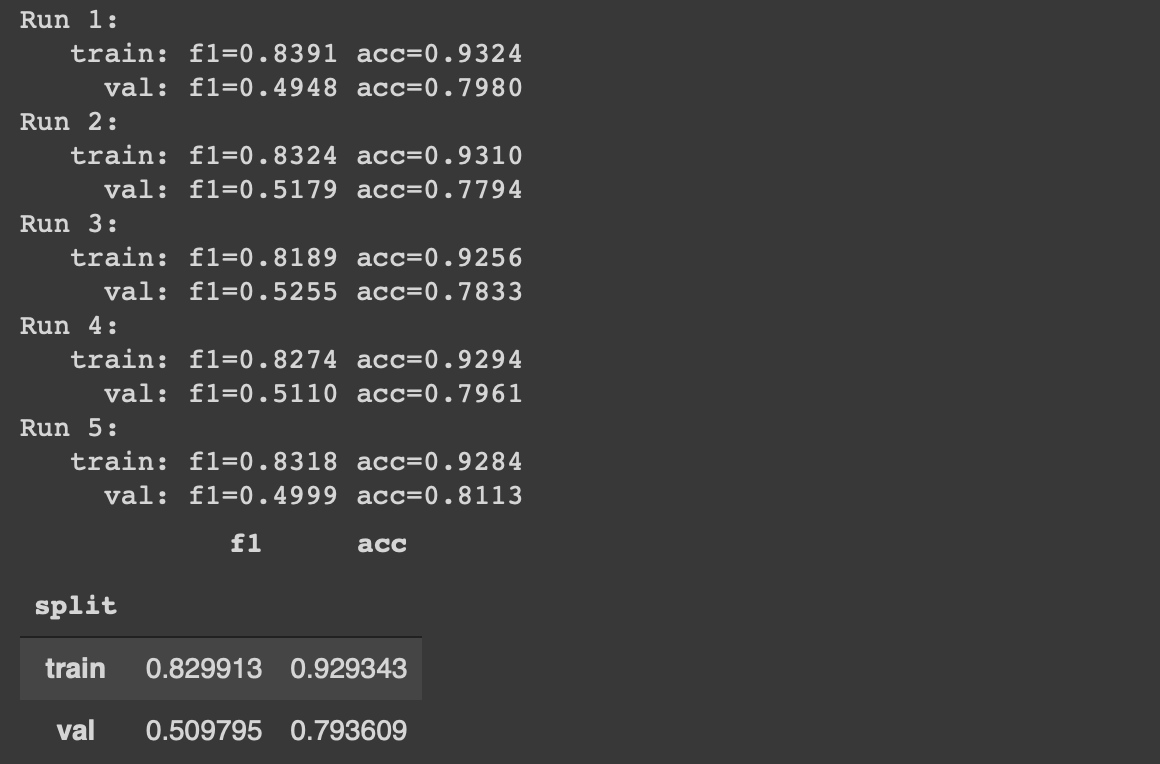 Run 1:
train: f1=0.8391 acc=0.9324
val: f1=0.4948 acc=0.7980
Run 2:
train: f1=0.8324 acc=0.9310
val: f1=0.5179 acc=0.7794
Run 3:
train: f1=0.8189 acc=0.9256
val: f1=0.5255 acc=0.7833
Run 4:
train: f1=0.8274 acc=0.9294
val: f1=0.5110 acc=0.7961
Run 5:
train: f1=0.8318 acc=0.9284
val: f1=0.4999 acc=0.8113
f1 acc
split
train 0.829913 0.929343
val 0.509795 0.793609